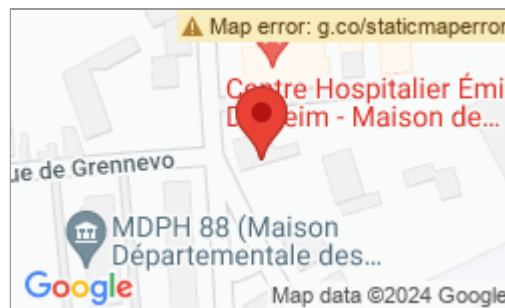 Map error: g.co/staticmaperror
Centre Hospitalier Émi
D heim - Maison de...
ue de Grennevo
MDPH 88 (Maison
Départementale des...
Google
Map data ©2024 Google